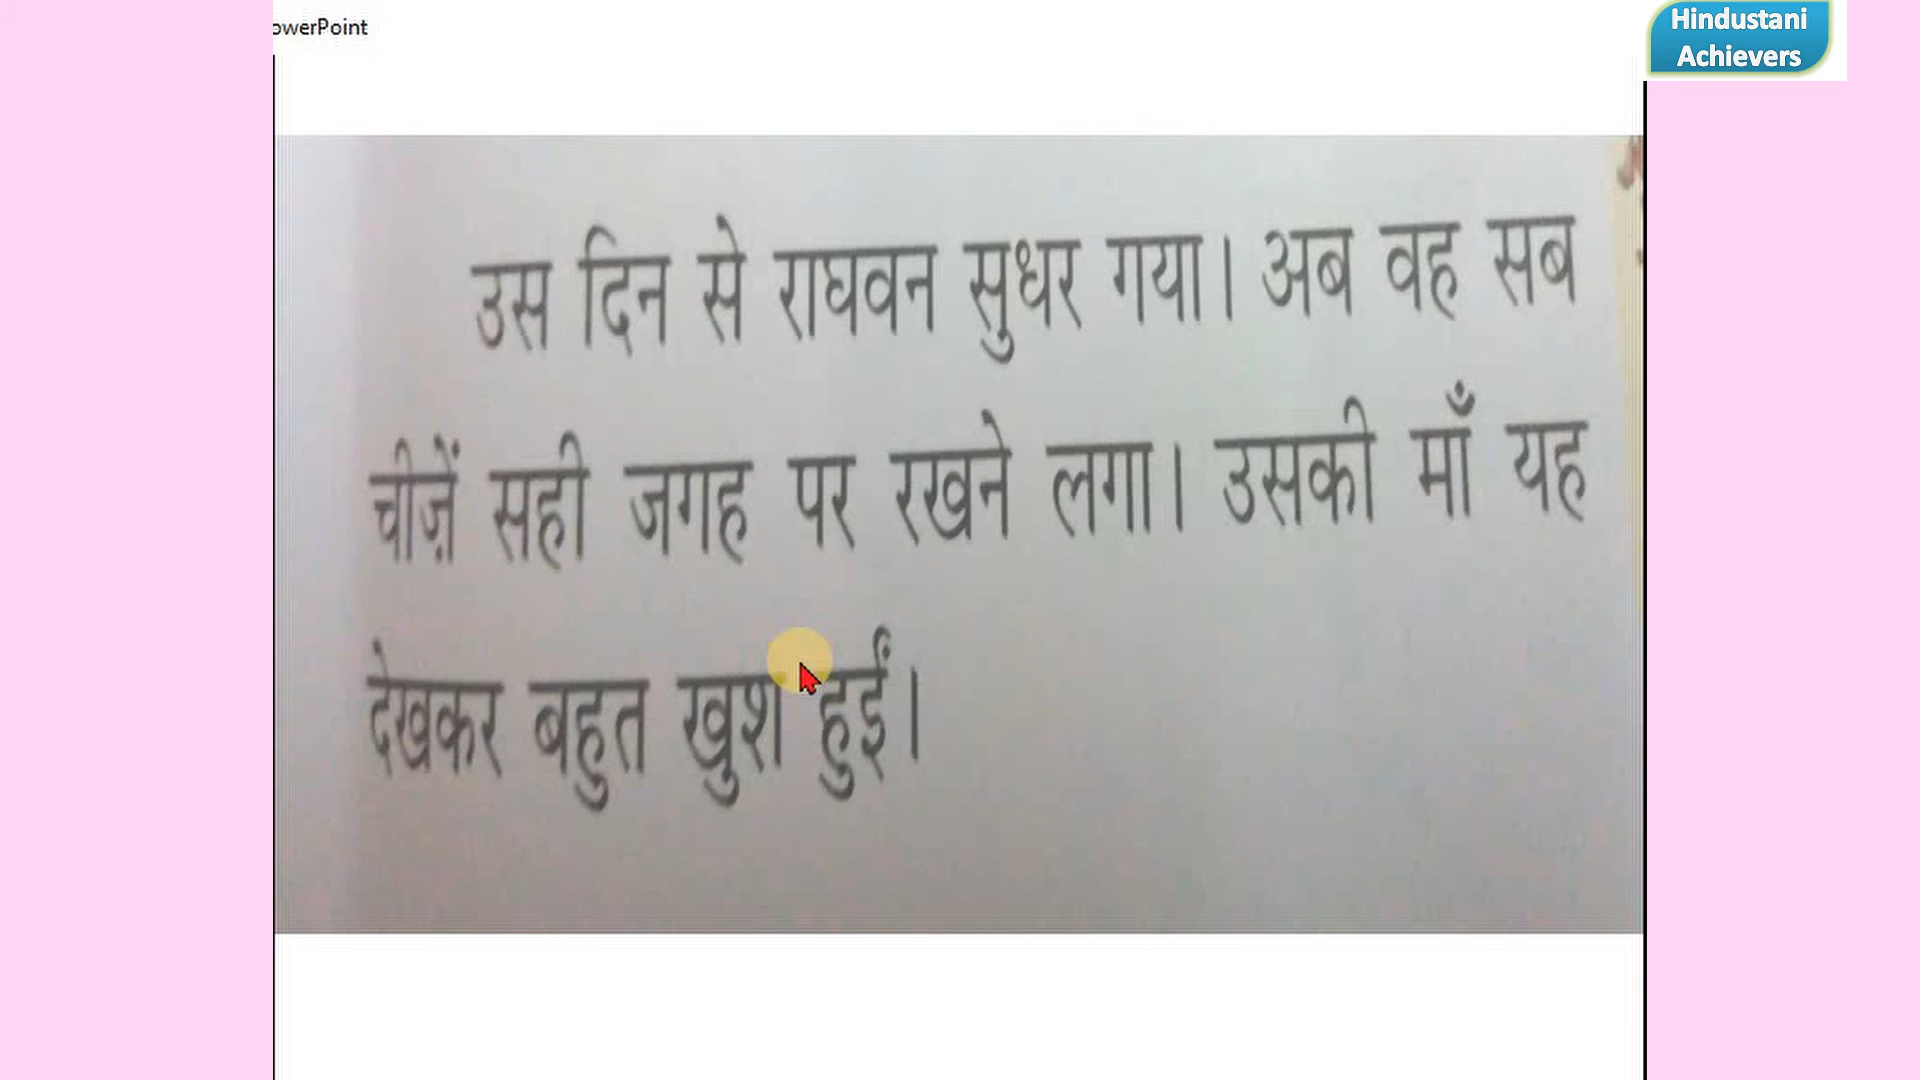 owerPoint
Hindustani
Achievers
उस दिन से राघवन सुधर गया। अब वह सब
चीज़ें सही जगह पर रखने लगा। उसकी माँ यह
देखकर बहुत खुश हुईं।